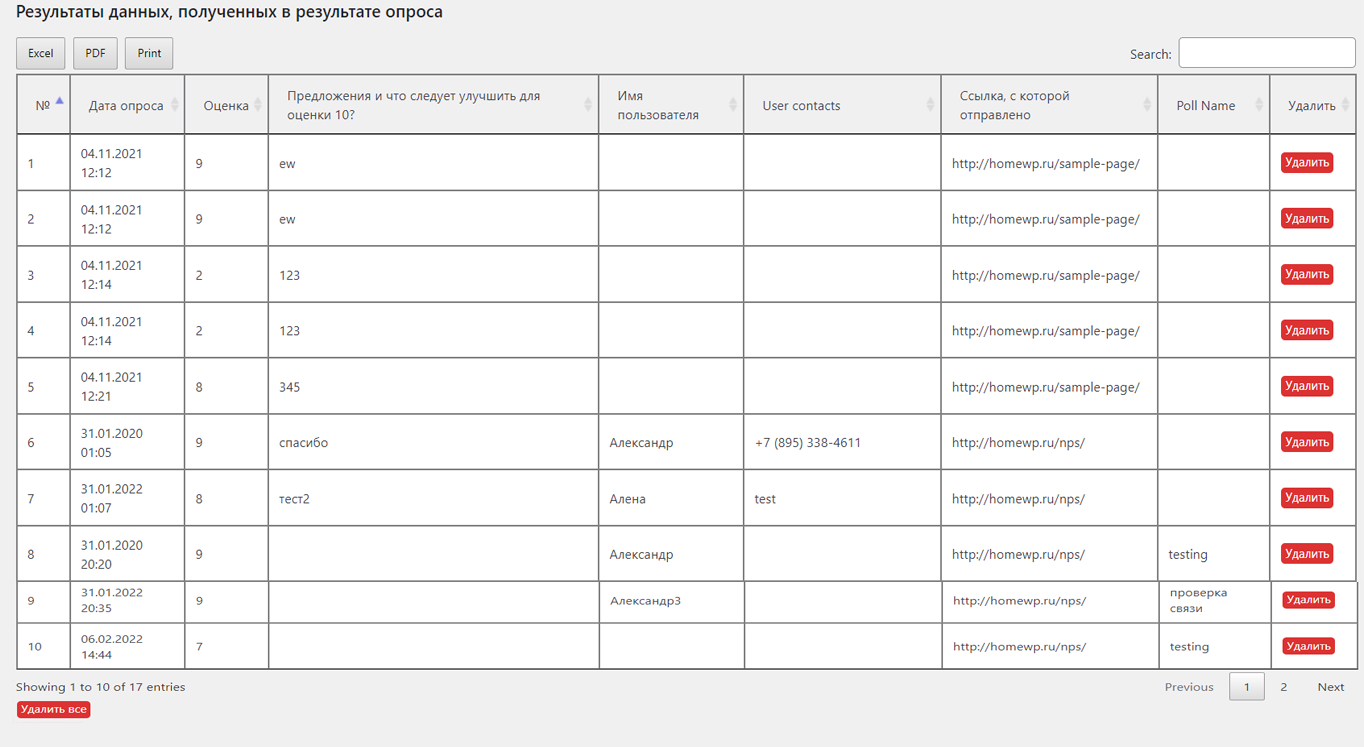 Результаты данных, полученных в результате опроса
Excel PDF Print Search:
№ Дата опроса Оценка Предложения и что следует улучшить для оценки 10? Имя пользователя User contacts Ссылка, с которой отправлено Poll Name Удалить
1 04.11.2021 12:12 9 ew http://homewp.ru/sample-page/ Удалить
2 04.11.2021 12:12 9 ew http://homewp.ru/sample-page/ Удалить
3 04.11.2021 12:14 2 123 http://homewp.ru/sample-page/ Удалить
4 04.11.2021 12:14 2 123 http://homewp.ru/sample-page/ Удалить
5 04.11.2021 12:21 8 345 http://homewp.ru/sample-page/ Удалить
6 31.01.2020 01:05 9 спасибо Александр +7 (895) 338-4611 http://homewp.ru/nps/ Удалить
7 31.01.2022 01:07 8 тест2 Алена test http://homewp.ru/nps/ Удалить
8 31.01.2020 20:20 9 Александр http://homewp.ru/nps/ testing Удалить
9 31.01.2022 20:35 9 Александр3 http://homewp.ru/nps/ проверка связи Удалить
10 06.02.2022 14:44 7 http://homewp.ru/nps/ testing Удалить
Showing 1 to 10 of 17 entries Previous 1 2 Next
Удалить все